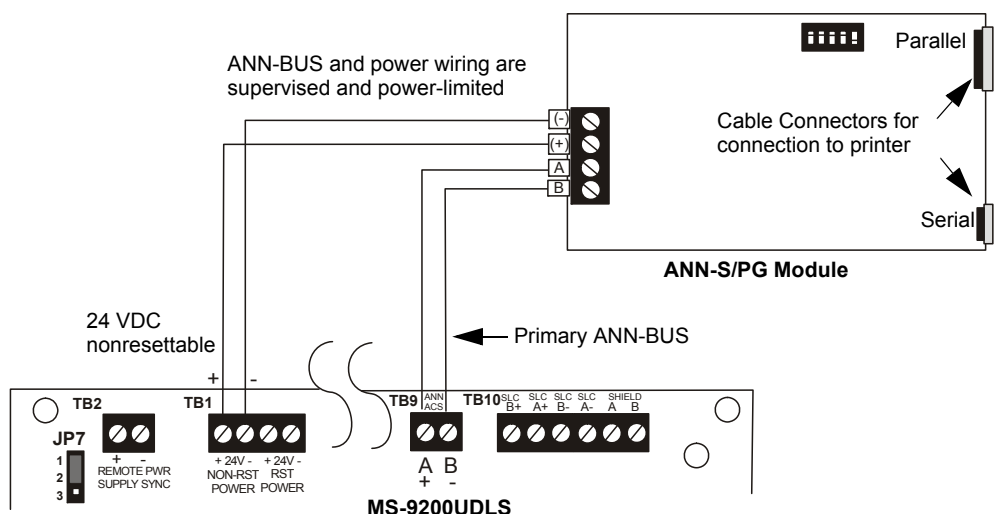 Parallel
ANN-BUS and power wiring are
supervised and power-limited
(-)
(+)
A
B
Cable Connectors for
connection to printer
Serial
ANN-S/PG Module
24 VDC
nonresettable
Primary ANN-BUS
+ -
TB2
TB1
TB9
ANN
ACS
TB10
SLC SLC SLC SLC SHIELD
B+ A+ B- A- A B
JP7
1
2
3
+ -
REMOTE PWR
SUPPLY SYNC
+ 24V - + 24V -
NON-RST RST
POWER POWER
A B
+ -
MS-9200UDLS